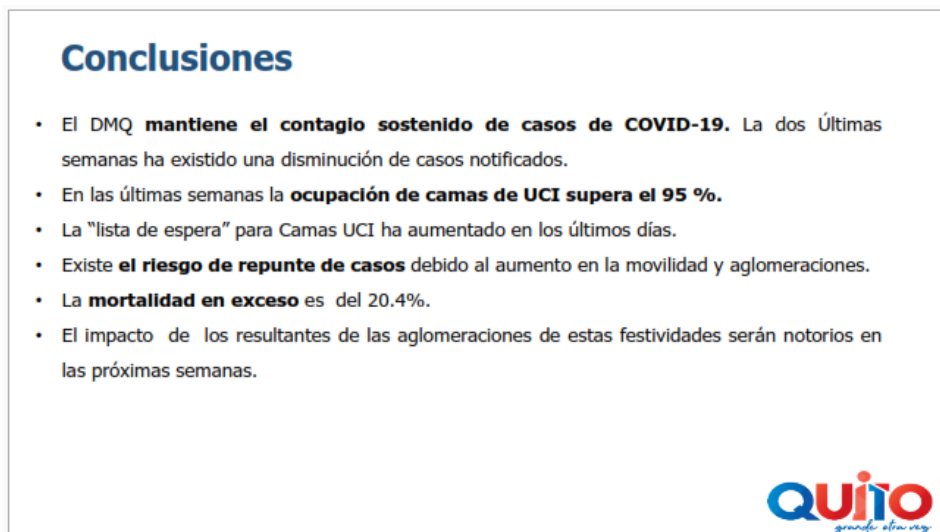 Conclusiones
• El DMQ mantiene el contagio sostenido de casos de COVID-19. La dos Últimas
semanas ha existido una disminución de casos notificados.
• En las últimas semanas la ocupación de camas de UCI supera el 95 %.
• La “lista de espera” para Camas UCI ha aumentado en los últimos días.
• Existe el riesgo de repunte de casos debido al aumento en la movilidad y aglomeraciones.
• La mortalidad en exceso es del 20.4%.
• El impacto de los resultantes de las aglomeraciones de estas festividades serán notorios en
las próximas semanas.
QUITO
grande otra vez